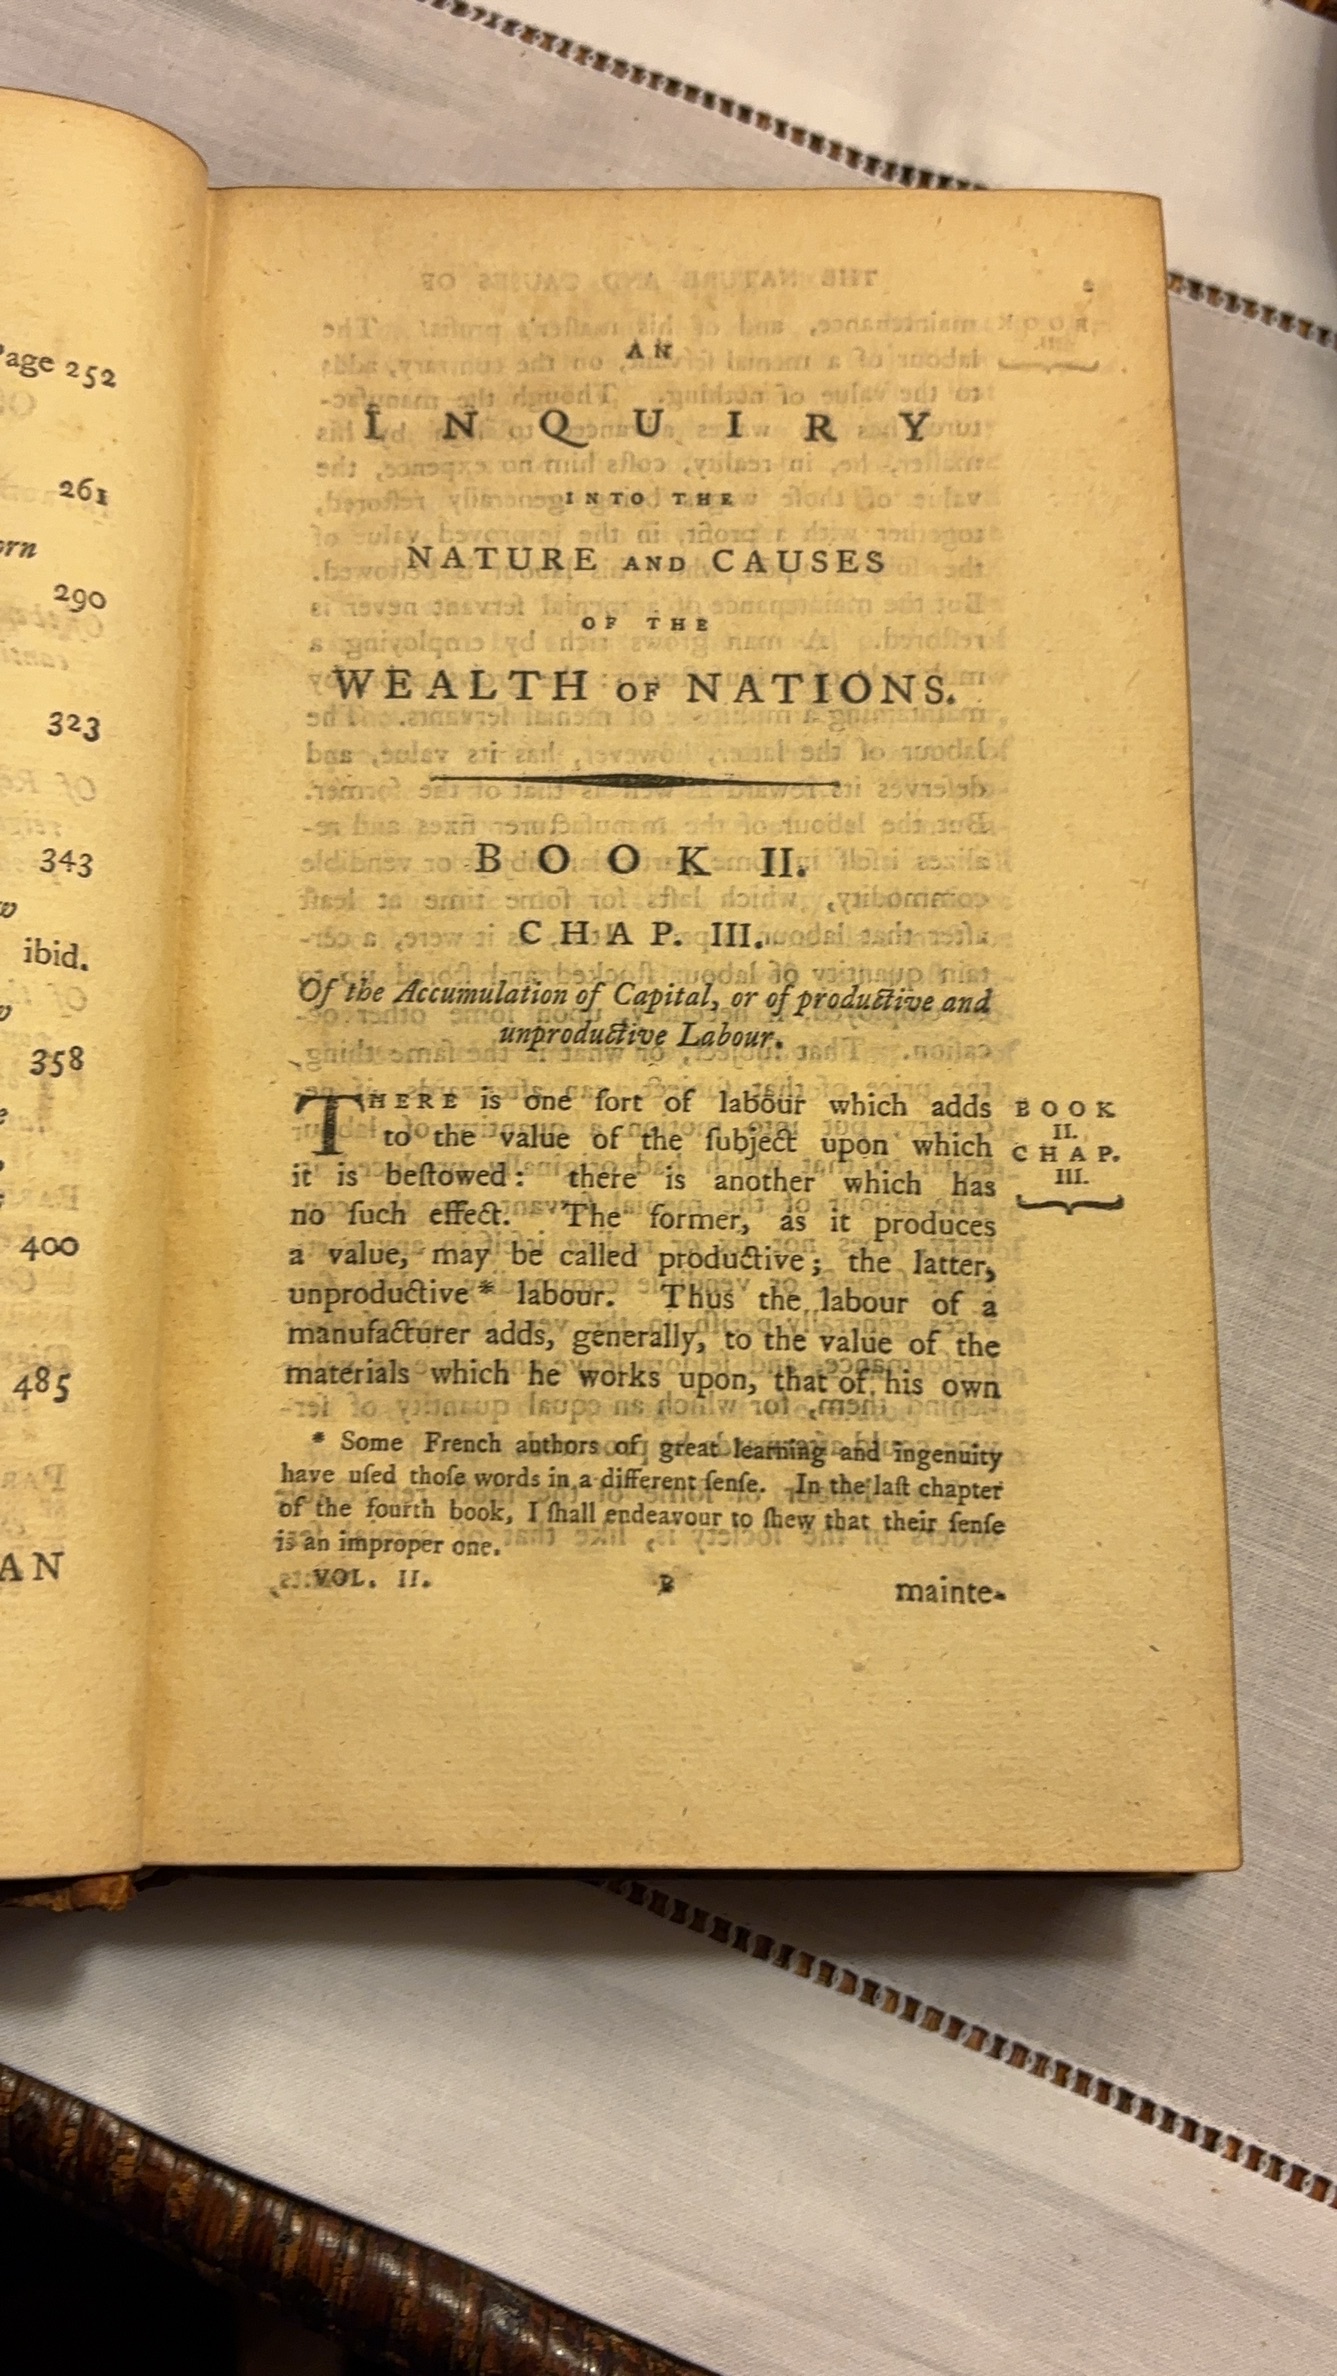 Page 252
261
orn
290
323
343
w
ibid.
358
400
485
AN
AN
INQUIRY
INTO THE
NATURE AND CAUSES
OF THE
WEALTH OF NATIONS.
BOOK II.
CHAP. III.
Of the Accumulation of Capital, or of productive and
unproductive Labour.
THERE is one ſort of labour which adds
to the value of the ſubject upon which
it is beſtowed: there is another which has
no ſuch effect. The former, as it produces
a value, may be called productive; the latter,
unproductive * labour. Thus the labour of a
manufacturer adds, generally, to the value of the
materials which he works upon, that of his own
BOOK
II.
CHAP.
III.
* Some French authors of great learning and ingenuity
have uſed thoſe words in a different ſenſe. In the laſt chapter
of the fourth book, I ſhall endeavour to ſhew that their ſenſe
is an improper one.
VOL. II. B mainte-